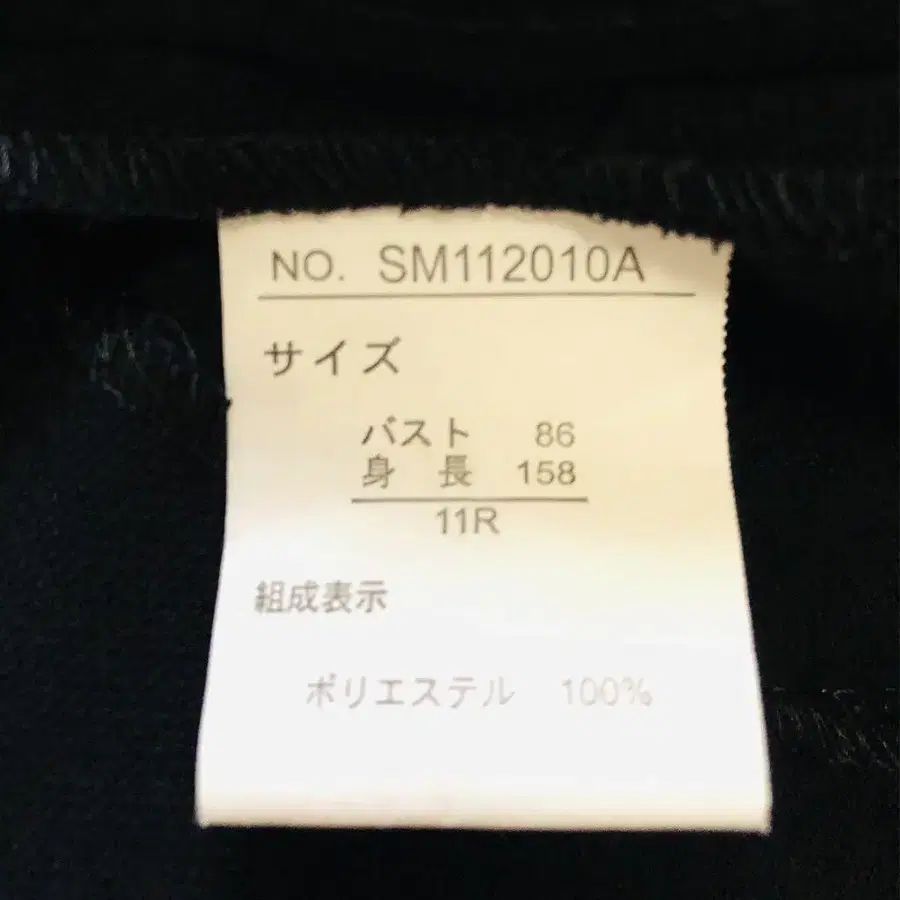 NO. SM112010A
サイズ
バスト 86
身 長 158
11R
組成表示
ポリエステル 100%